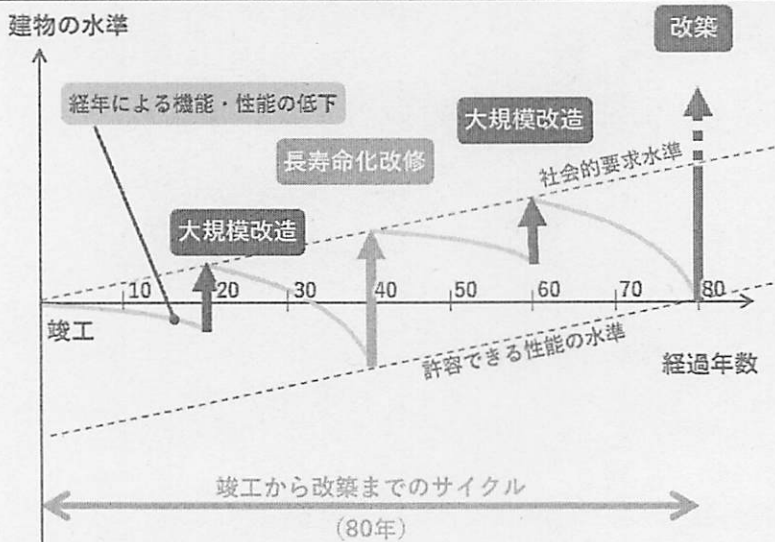 建物の水準
改築
経年による機能・性能の低下
大規模改造
長寿命化改修
社会的要求水準
大規模改造
10 20 30 40 50 60 70 80
竣工
許容できる性能の水準
経過年数
竣工から改築までのサイクル
(80年)